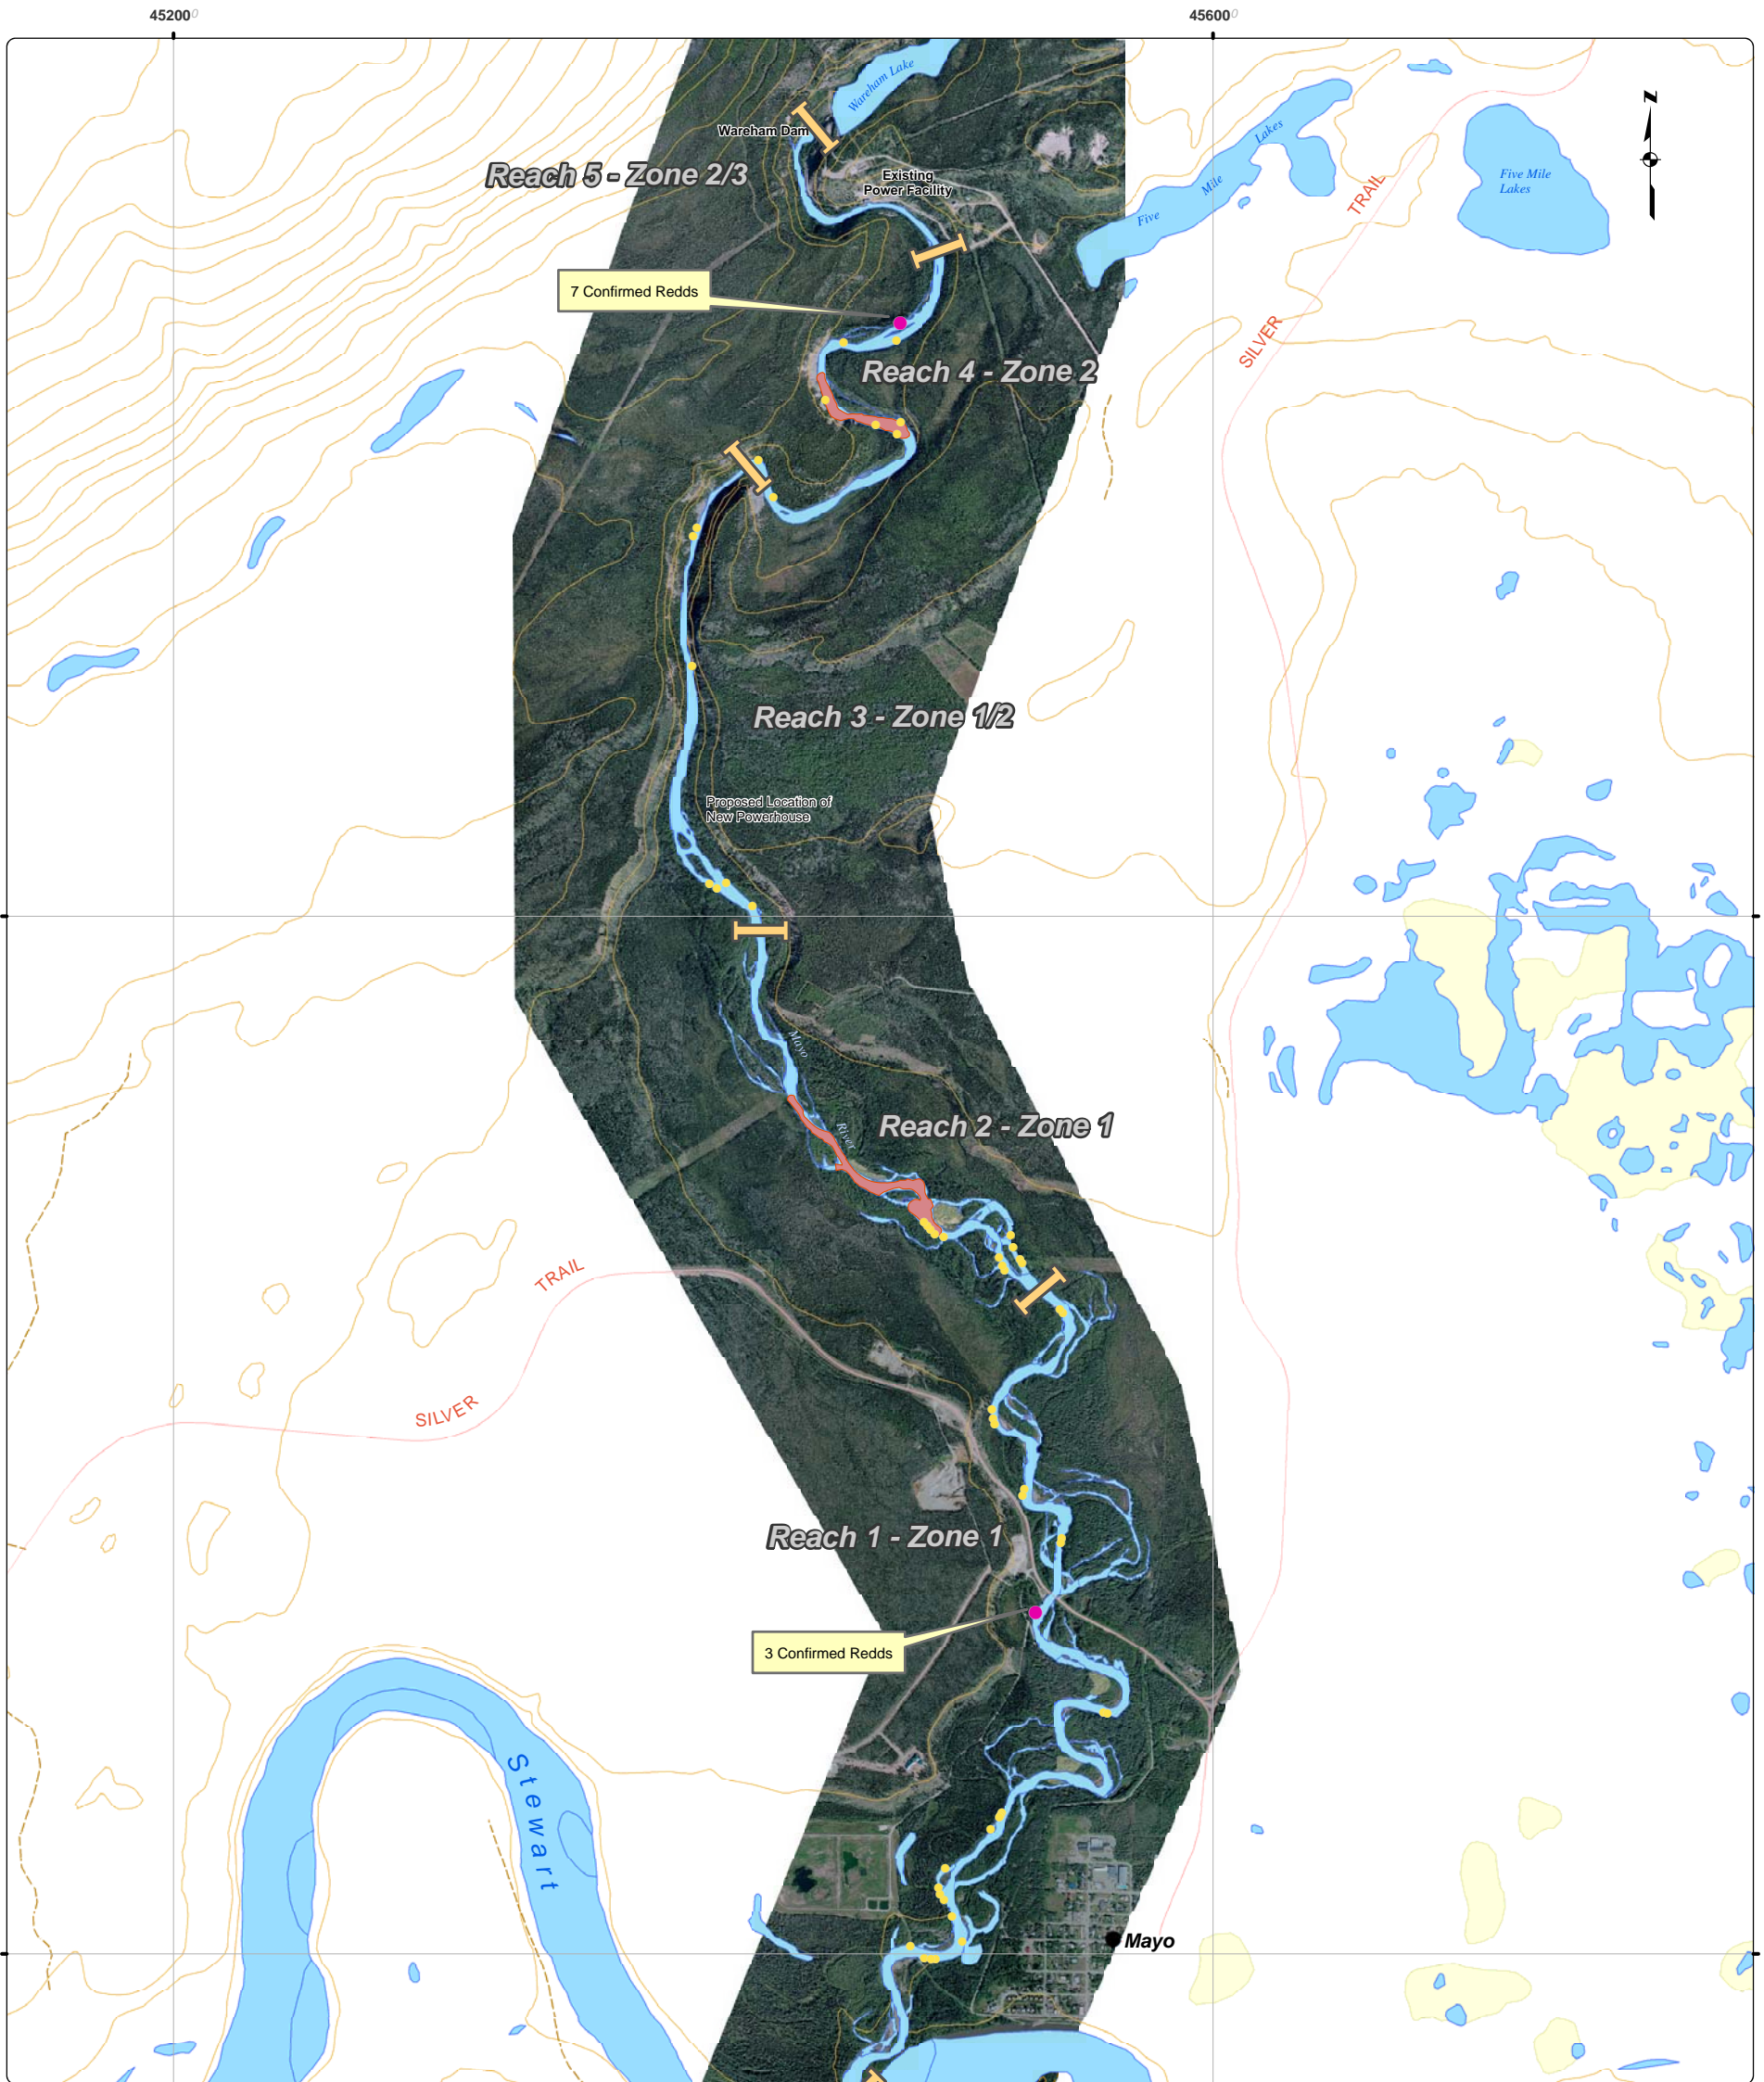 452000
456000
Wareham Lake
Wareham Dam
Reach 5 - Zone 2/3
Existing
Power Facility
Five Mile Lakes
Five Mile
Lakes
N
TRAIL
SILVER
7 Confirmed Redds
Reach 4 - Zone 2
Reach 3 - Zone 1/2
Proposed Location of
New Powerhouse
Mayo
River
Reach 2 - Zone 1
TRAIL
SILVER
Reach 1 - Zone 1
3 Confirmed Redds
Stewart
Mayo